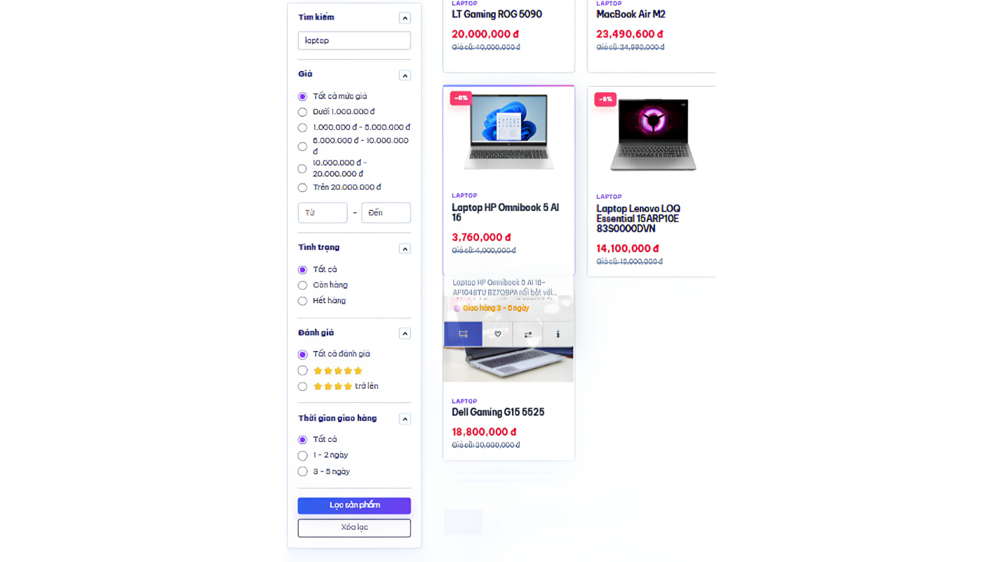 Tìm kiếm
laptop
Giá
Tất cả mức giá
Dưới 1.000.000 đ
1.000.000 đ - 5.000.000 đ
5.000.000 đ - 10.000.000
đ
10.000.000 đ -
20.000.000 đ
Trên 20.000.000 đ
Từ - Đến
Tình trạng
Tất cả
Còn hàng
Hết hàng
Đánh giá
Tất cả đánh giá
trở lên
Thời gian giao hàng
Tất cả
1 - 2 ngày
3 - 5 ngày
Lọc sản phẩm
Xóa lọc
LAPTOP
LT Gaming ROG 5090
20,000,000 đ
Giá cũ: 40,000,000 đ
LAPTOP
MacBook Air M2
23,490,600 đ
Giá cũ: 24,990,000 đ
-6%
LAPTOP
Laptop HP Omnibook 5 AI
16
3,760,000 đ
Giá cũ: 4,000,000 đ
Laptop HP Omnibook 5 AI 16-
nổi bật với...
Giao hàng 3 - 5 ngày
-6%
LAPTOP
Laptop Lenovo LOQ
Essential 15ARP10E
83S0000DVN
14,100,000 đ
Giá cũ: 15,000,000 đ
LAPTOP
Dell Gaming G15 5525
18,800,000 đ
Giá cũ: 20,000,000 đ